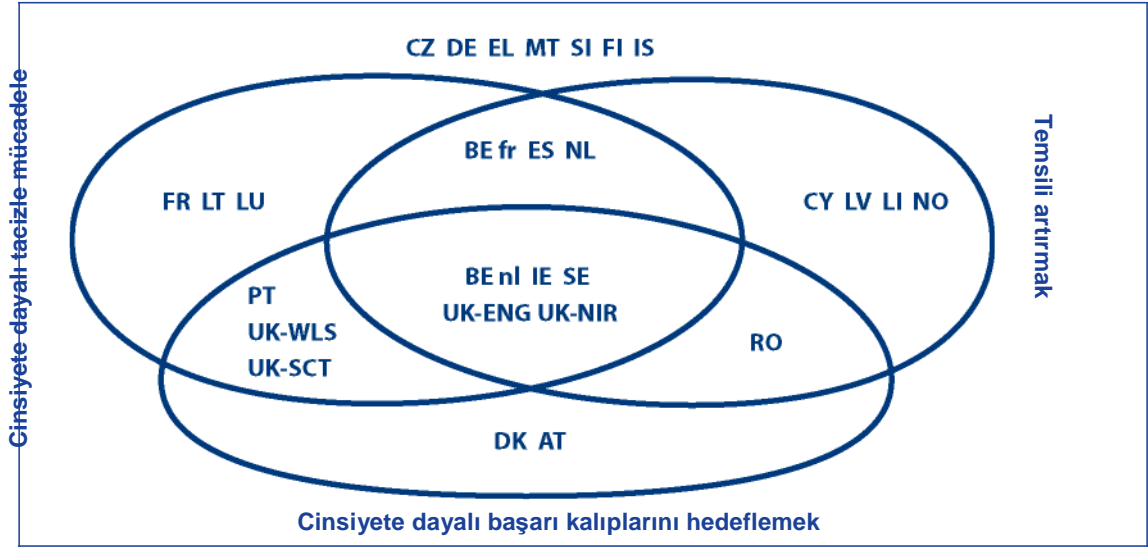 CZ DE EL MT SI FI IS
Cinsiyete dayalı tacizle mücadele
Temsili artırmak
BE fr ES NL
FR LT LU
CY LV LI NO
BE nl IE SE
UK-ENG UK-NIR
PT
UK-WLS
UK-SCT
RO
DK AT
Cinsiyete dayalı başarı kalıplarını hedeflemek